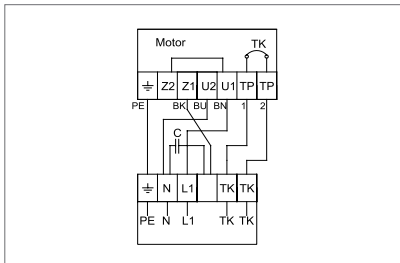 Motor TK
Z2 Z1 U2 U1 TP TP
PE BK BU BN 1 2
C
N L1 TK TK
PE N L1 TK TK